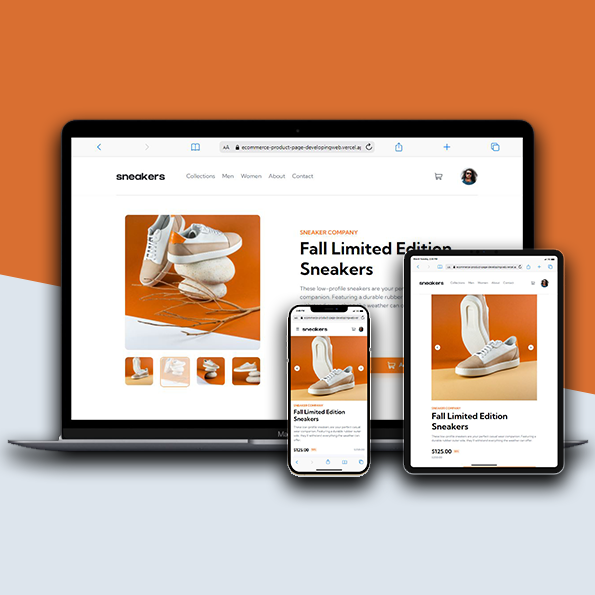 AA ecommerce-product-page-developingweb.vercel.ap
sneakers Collections Men Women About Contact
SNEAKER COMPANY
Fall Limited Edition
Sneakers
These low-profile sneakers are your per
companion. Featuring a durable rubber
weather can o
sneakers
SNEAKER COMPANY
Fall Limited Edition
Sneakers
These low-profile sneakers are your perfect casual
wear companion. Featuring a durable rubber outer
sole, they'll withstand everything the weather can
offer.
$125.00
sneakers Collections Men Women About Contact
SNEAKER COMPANY
Fall Limited Edition
Sneakers
These low-profile sneakers are your perfect casual wear companion. Featuring a
durable rubber outer sole, they'll withstand everything the weather can offer.
$125.00